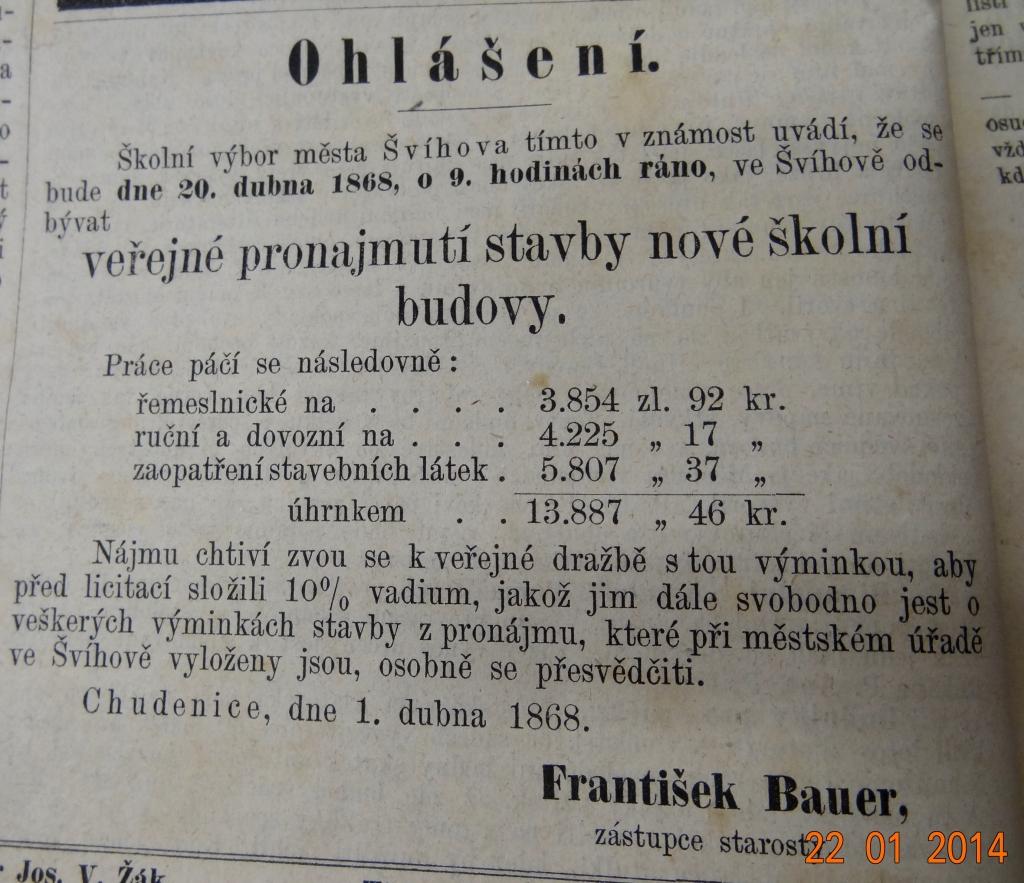 Ohlášení.
Školní výbor města Švíhova tímto v známost uvádí, že se
bude dne 20. dubna 1868, o 9. hodinách ráno, ve Švíhově od-
bývat
veřejné pronajmutí stavby nové školní
budovy.
Práce páčí se následovně:
řemeslnické na . . . . 3.854 zl. 92 kr.
ruční a dovozní na . . . 4.225 „ 17 „
zaopatření stavebních látek . 5.807 „ 37 „
úhrnkem . . 13.887 „ 46 kr.
Nájmu chtiví zvou se k veřejné dražbě s tou výminkou, aby
před licitací složili 10% vadium, jakož jim dále svobodno jest o
veškerých výminkách stavby z pronájmu, které při městském úřadě
ve Švíhově vyloženy jsou, osobně se přesvědčiti.
Chudenice, dne 1. dubna 1868.
František Bauer,
zástupce starosty.
22 01 2014
Jos. V. Žák
jen
třím
osu
vžd
kd